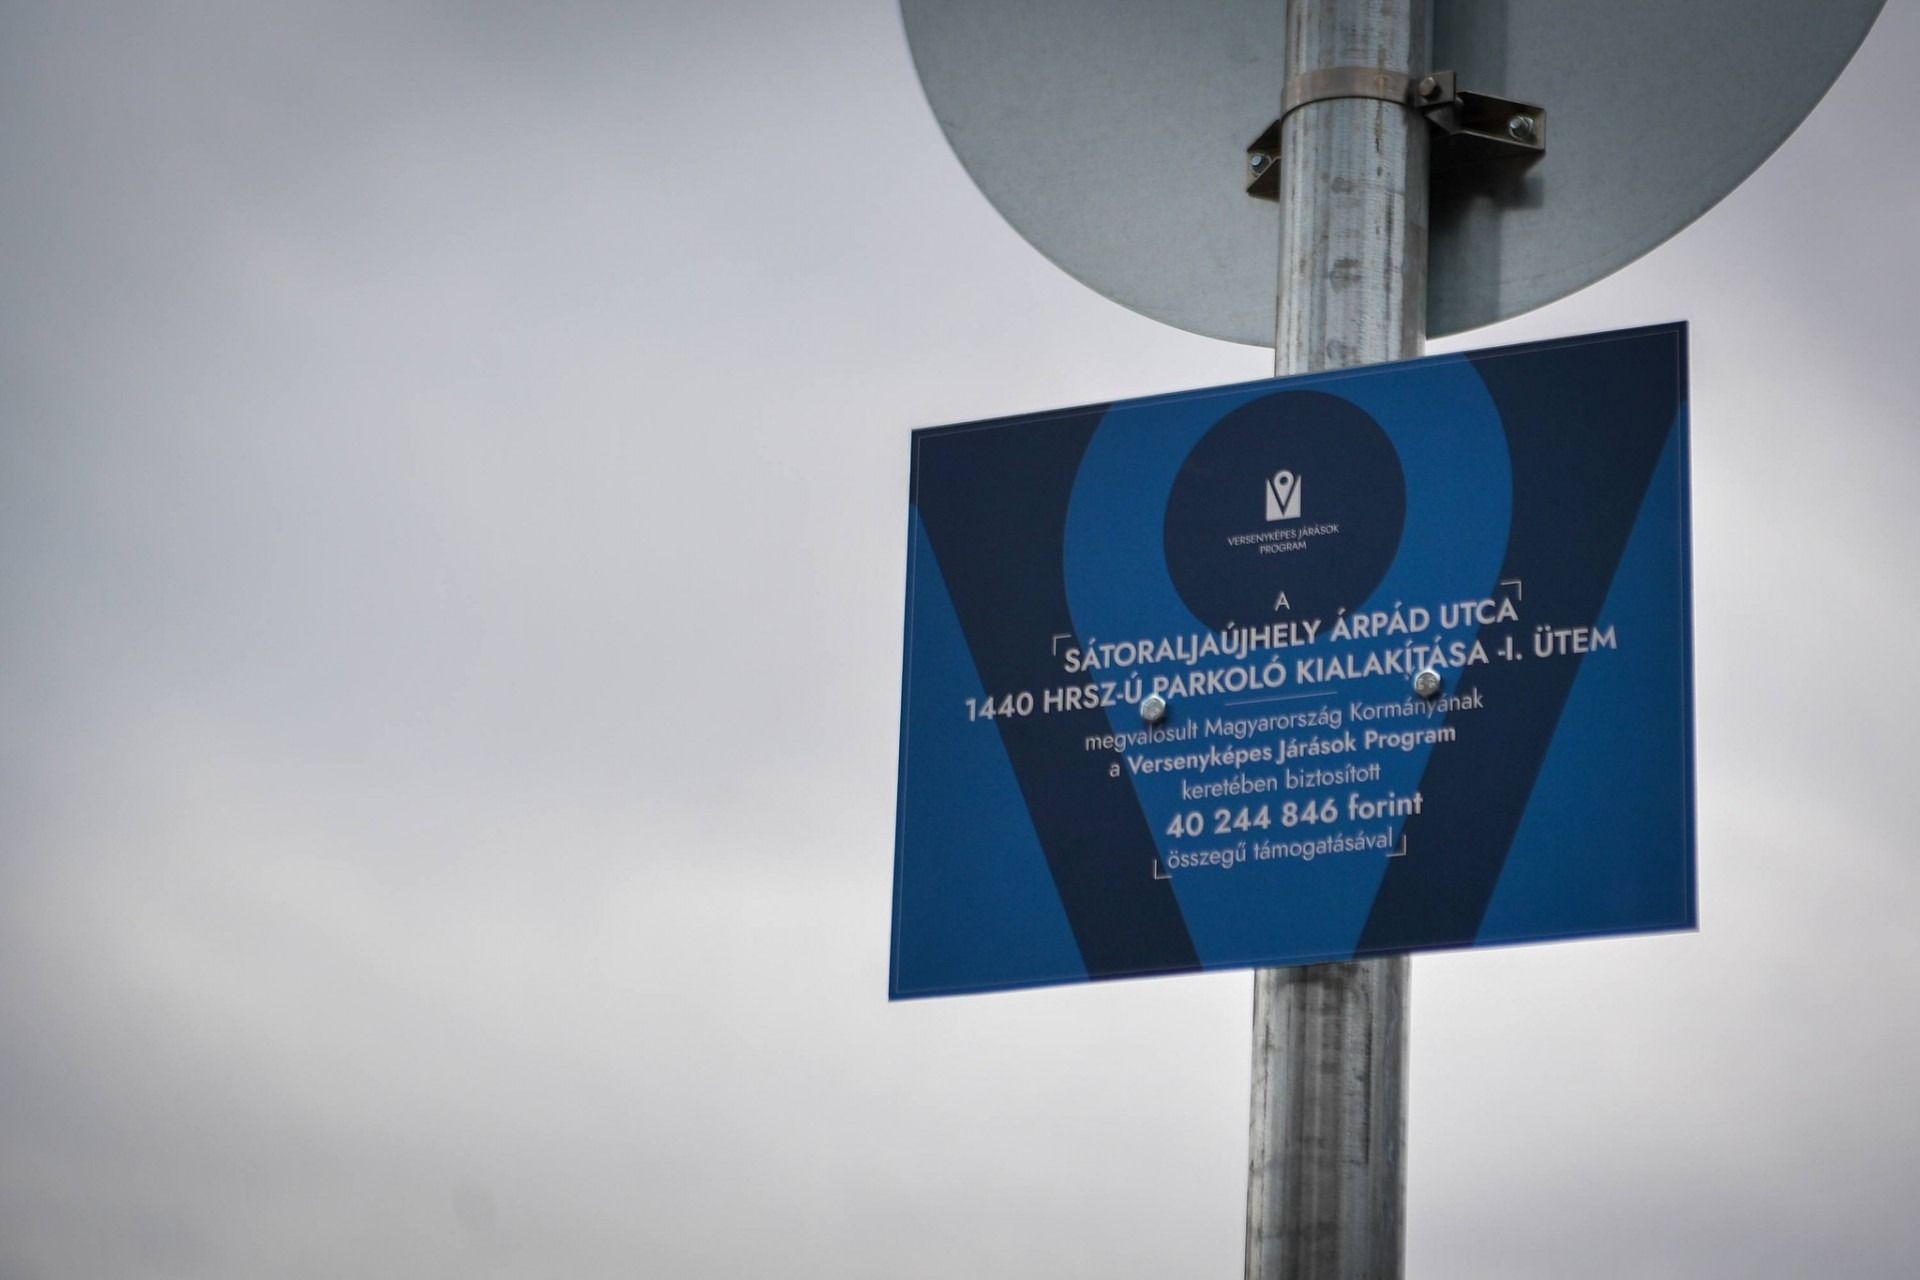 VERSENYKÉPES JÁRÁSOK
PROGRAM
A
SÁTORALJAÚJHELY ÁRPÁD UTCA
1440 HRSZ-Ú PARKOLÓ KIALAKÍTÁSA -I. ÜTEM
megvalósult Magyarország Kormányának
a Versenyképes Járások Program
keretében biztosított
40 244 846 forint
összegű támogatásával